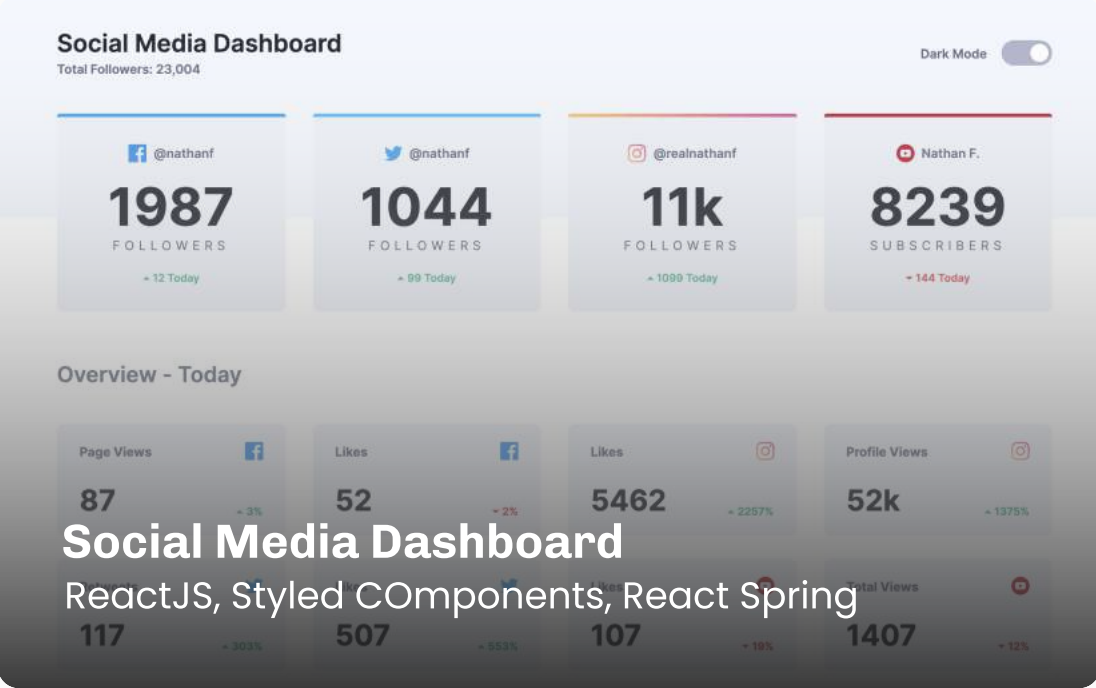 Social Media Dashboard
Total Followers: 23,004
Dark Mode
@nathanf
@nathanf
@realnathanf
Nathan F.
1987
1044
11k
8239
FOLLOWERS
FOLLOWERS
FOLLOWERS
SUBSCRIBERS
12 Today
99 Today
1099 Today
144 Today
Overview - Today
Page Views
Likes
Likes
Profile Views
87
3%
52
2%
5462
2257%
52k
1375%
Social Media Dashboard
Retweets
Likes
Likes
Total Views
ReactJS, Styled COmponents, React Spring
117
303%
507
553%
107
19%
1407
12%